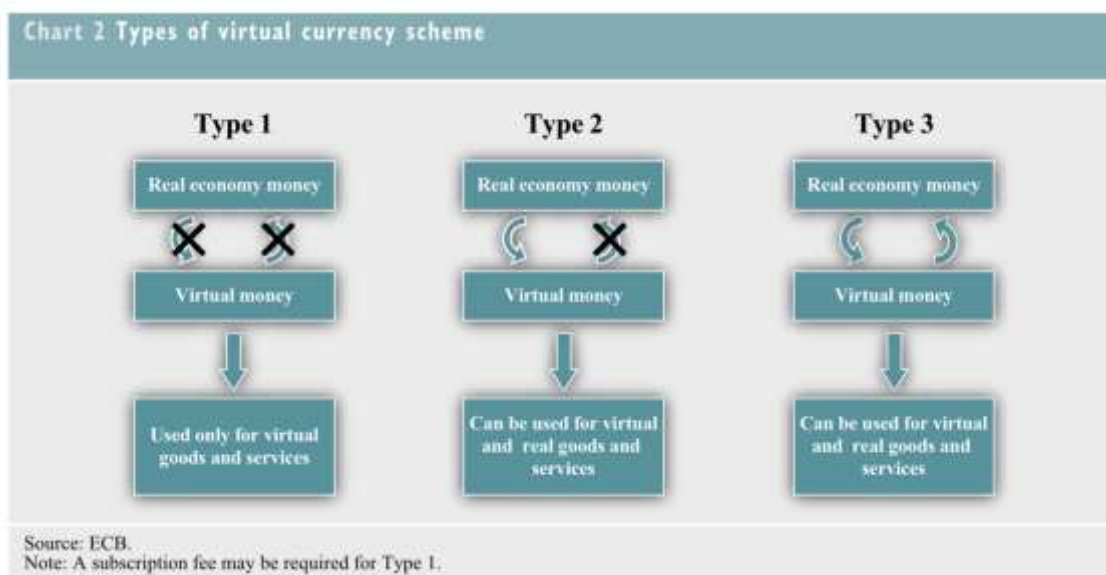 Chart 2 Types of virtual currency scheme
Type 1
Type 2
Type 3
Real economy money
Real economy money
Real economy money
Virtual money
Virtual money
Virtual money
Used only for virtual
goods and services
Can be used for virtual
and real goods and
services
Can be used for virtual
and real goods and
services
Source: ECB.
Note: A subscription fee may be required for Type 1.